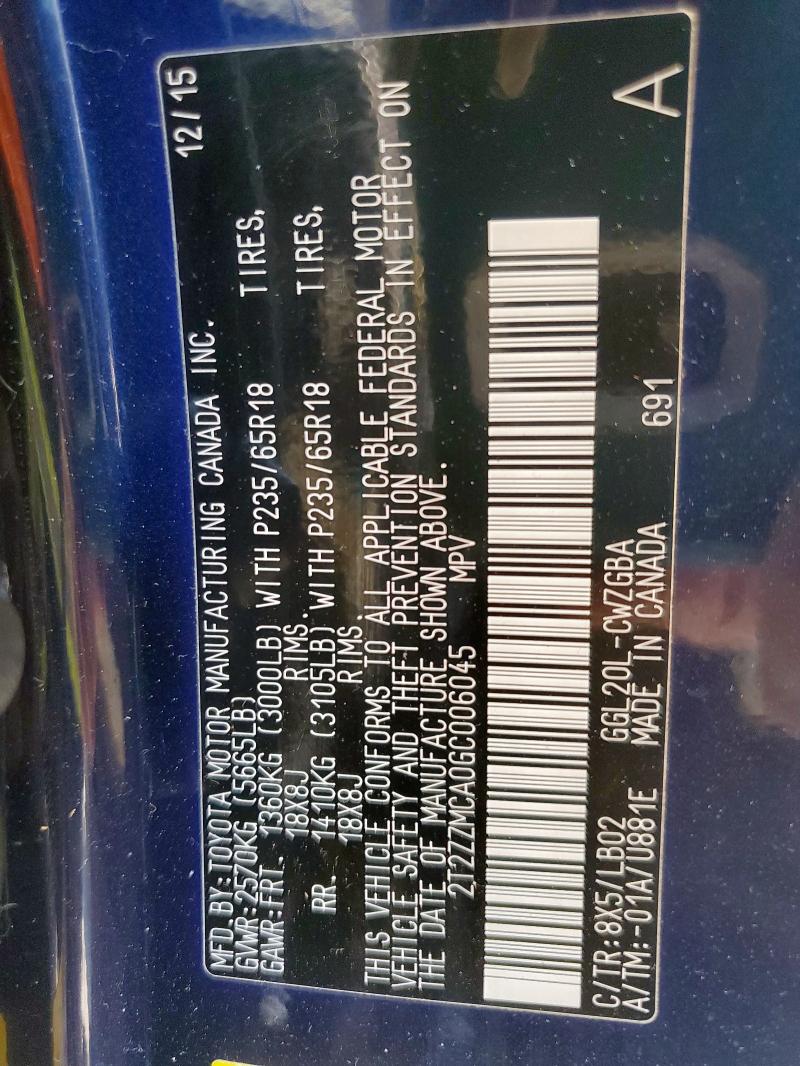 MFD. BY:TOYOTA MOTOR MANUFACTURING CANADA INC. 12/15
GVWR:2570KG (5665LB)
GAWR:FRT. 1360KG (3000LB) WITH P235/65R18 TIRES,
18X8J RIMS.
RR. 1410KG (3105LB) WITH P235/65R18 TIRES,
18X8J RIMS.
THIS VEHICLE CONFORMS TO ALL APPLICABLE FEDERAL MOTOR
VEHICLE SAFETY AND THEFT PREVENTION STANDARDS IN EFFECT ON
THE DATE OF MANUFACTURE SHOWN ABOVE.
2T2ZZMCA0GC006045 MPV
C/TR:8X5/LB02 GGL20L-CWZGBA
A/TM:-01A/U881E MADE IN CANADA 691 A